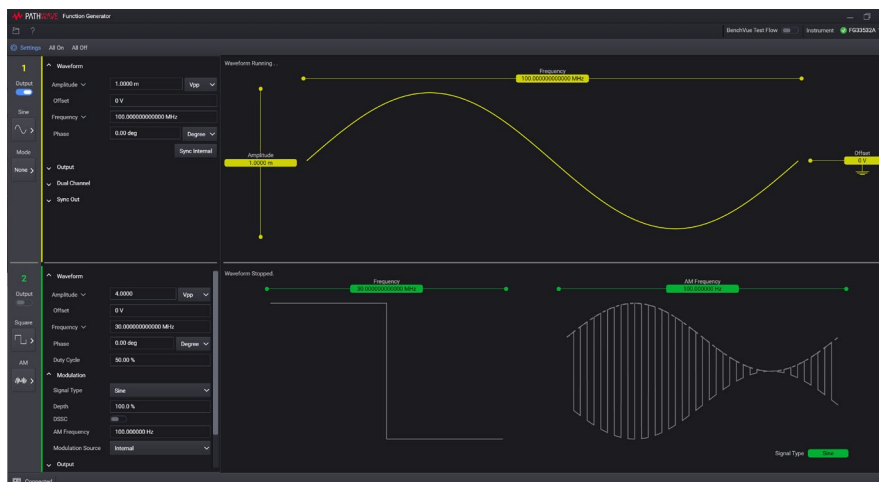 PATHWAVE Function Generator
?
BenchVue Test Flow Instrument FG33532A
Settings All On All Off
1
Output
Sine
Mode
None
Waveform
Amplitude 1.0000 m Vpp
Offset 0 V
Frequency 100.000000000000 MHz
Phase 0.00 deg Degree
Sync Internal
Output
Dual Channel
Sync Out
Waveform Running . .
Frequency
100.000000000000 MHz
Amplitude
1.0000 m
Offset
0 V
2
Output
Square
AM
Waveform
Amplitude 4.0000 Vpp
Offset 0 V
Frequency 30.000000000000 MHz
Phase 0.00 deg Degree
Duty Cycle 50.00 %
Modulation
Signal Type Sine
Depth 100.0 %
DSSC
AM Frequency 100.000000 Hz
Modulation Source Internal
Output
Waveform Stopped.
Frequency
30.000000000000 MHz
AM Frequency
100.000000 Hz
Signal Type Sine
Connected